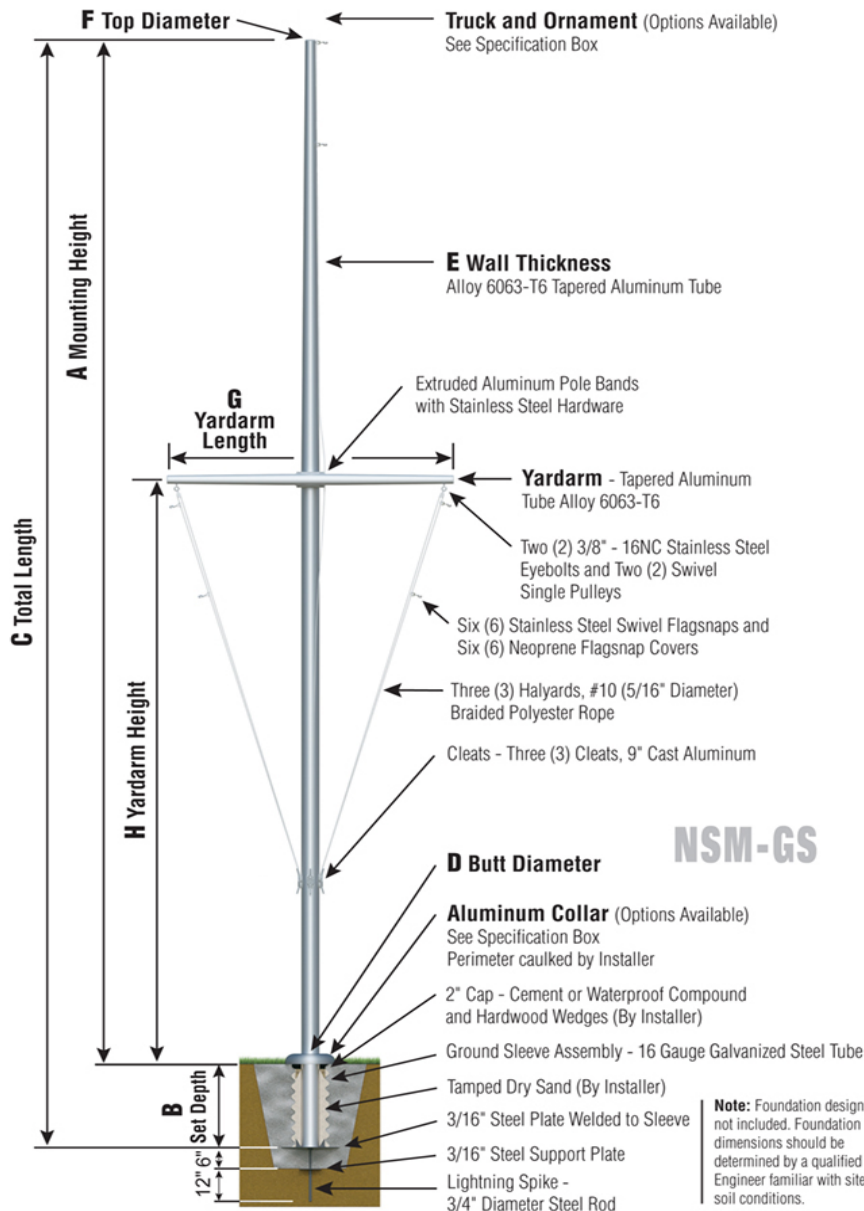 F Top Diameter
Truck and Ornament (Options Available)
See Specification Box
A Mounting Height
E Wall Thickness
Alloy 6063-T6 Tapered Aluminum Tube
Extruded Aluminum Pole Bands
with Stainless Steel Hardware
G
Yardarm
Length
Yardarm - Tapered Aluminum
Tube Alloy 6063-T6
Two (2) 3/8" - 16NC Stainless Steel
Eyebolts and Two (2) Swivel
Single Pulleys
C Total Length
Six (6) Stainless Steel Swivel Flagsnaps and
Six (6) Neoprene Flagsnap Covers
H Yardarm Height
Three (3) Halyards, #10 (5/16" Diameter)
Braided Polyester Rope
Cleats - Three (3) Cleats, 9" Cast Aluminum
NSM-GS
D Butt Diameter
Aluminum Collar (Options Available)
See Specification Box
Perimeter caulked by Installer
2" Cap - Cement or Waterproof Compound
and Hardwood Wedges (By Installer)
Ground Sleeve Assembly - 16 Gauge Galvanized Steel Tube
B
Set Depth
Tamped Dry Sand (By Installer)
3/16" Steel Plate Welded to Sleeve
3/16" Steel Support Plate
6"
12"
Lightning Spike -
3/4" Diameter Steel Rod
Note: Foundation design
not included. Foundation
dimensions should be
determined by a qualified
Engineer familiar with site
soil conditions.